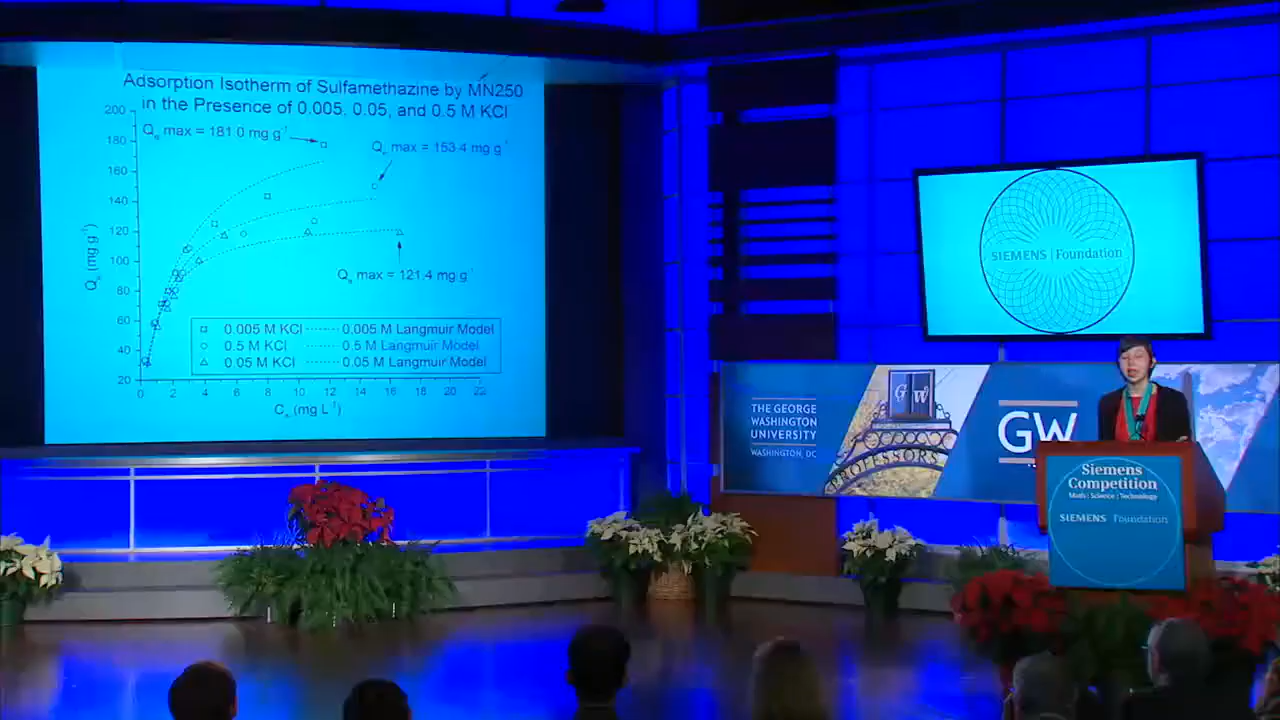 Adsorption Isotherm of Sulfamethazine by MN250
in the Presence of 0.005, 0.05, and 0.5 M KCl
Qe max = 181.0 mg g-1
Qe max = 153.4 mg g-1
Qe max = 121.4 mg g-1
200
180
160
140
120
100
80
60
40
20
Qe (mg g-1)
0.005 M KCl 0.005 M Langmuir Model
0.5 M KCl 0.5 M Langmuir Model
0.05 M KCl 0.05 M Langmuir Model
0 2 4 6 8 10 12 14 16 18 20 22
Ce (mg L-1)
SIEMENS | Foundation
THE GEORGE
WASHINGTON
UNIVERSITY
WASHINGTON, DC
GW
PROFESSORS
GW
Siemens
Competition
Math | Science | Technology
SIEMENS Foundation